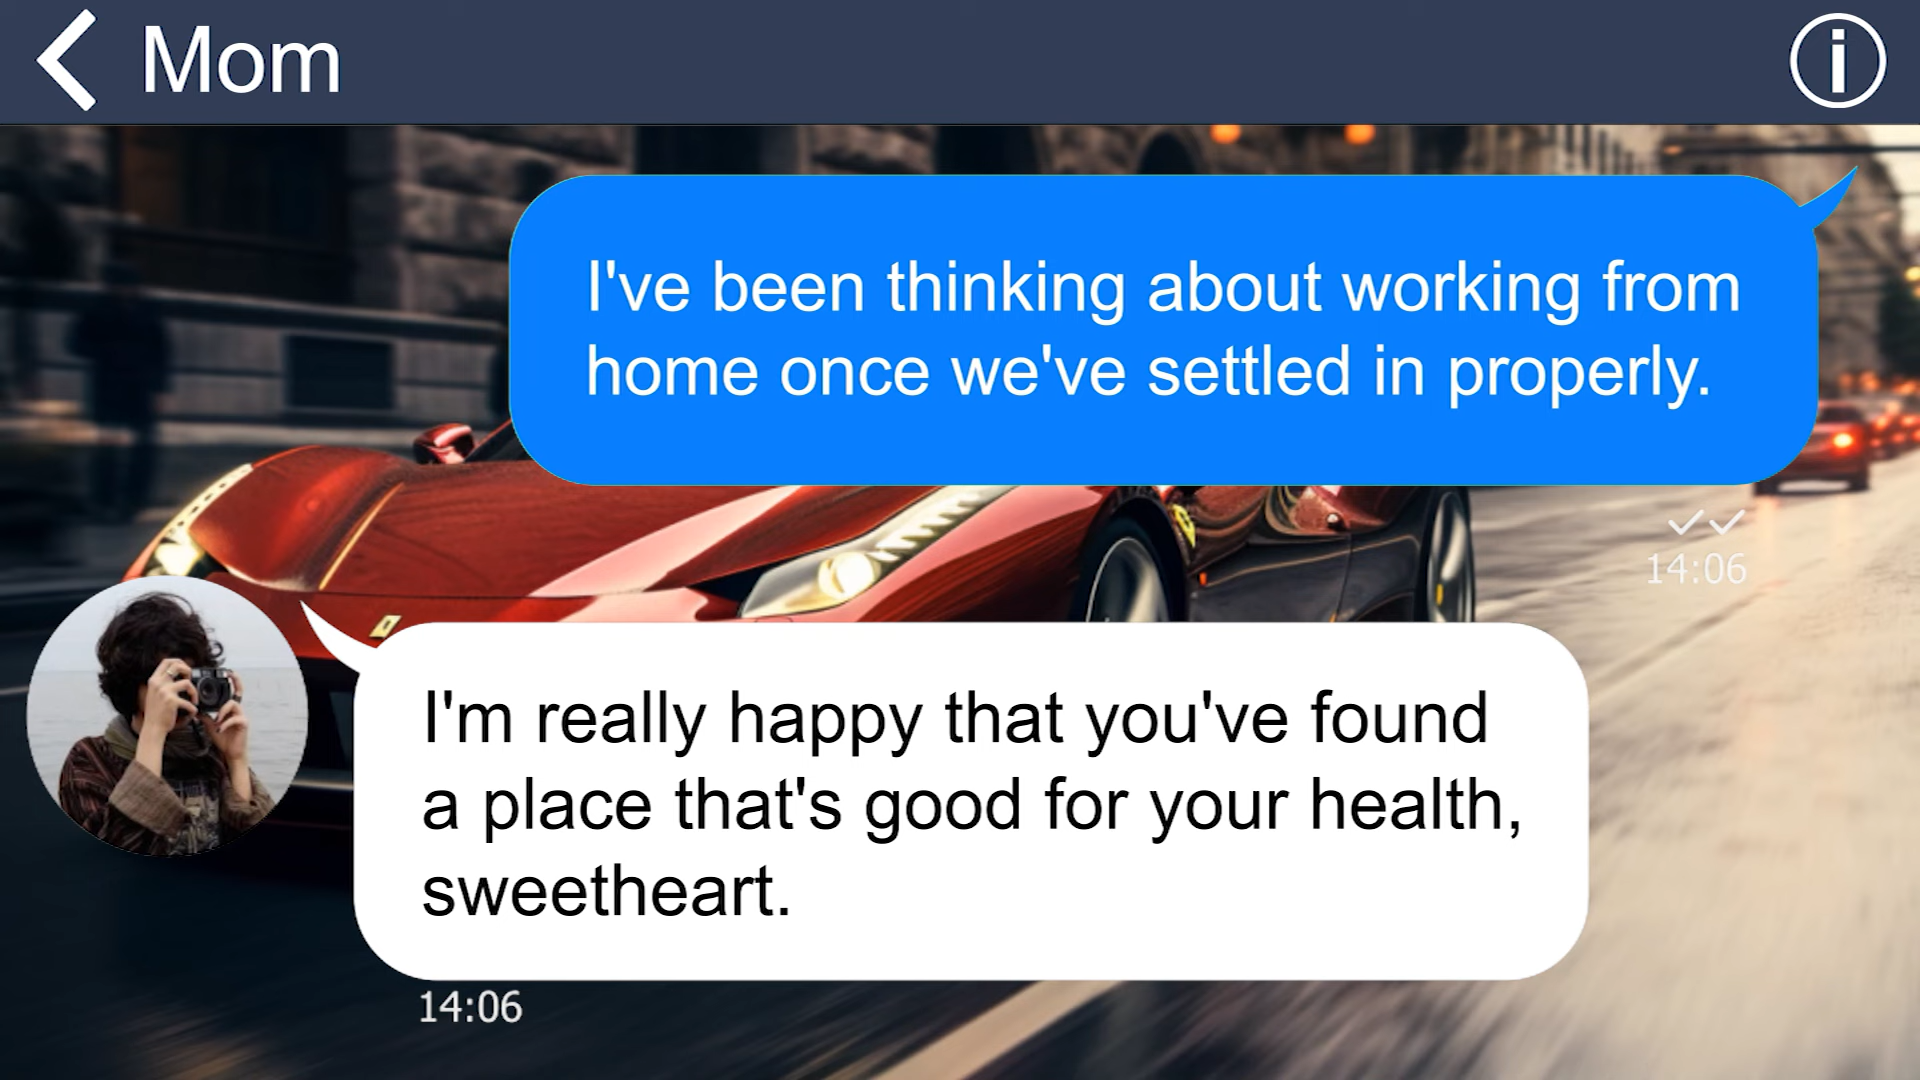 Mom
I've been thinking about working from
home once we've settled in properly.
14:06
I'm really happy that you've found
a place that's good for your health,
sweetheart.
14:06